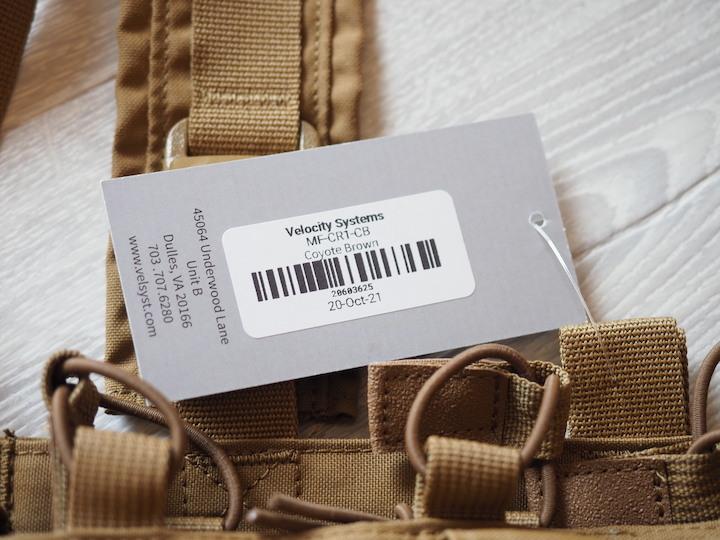 45064 Underwood Lane
Unit B
Dulles, VA 20166
703.707.6280
www.velsyst.com
Velocity Systems
MF-CR1-CB
Coyote Brown
20603625
20-Oct-21